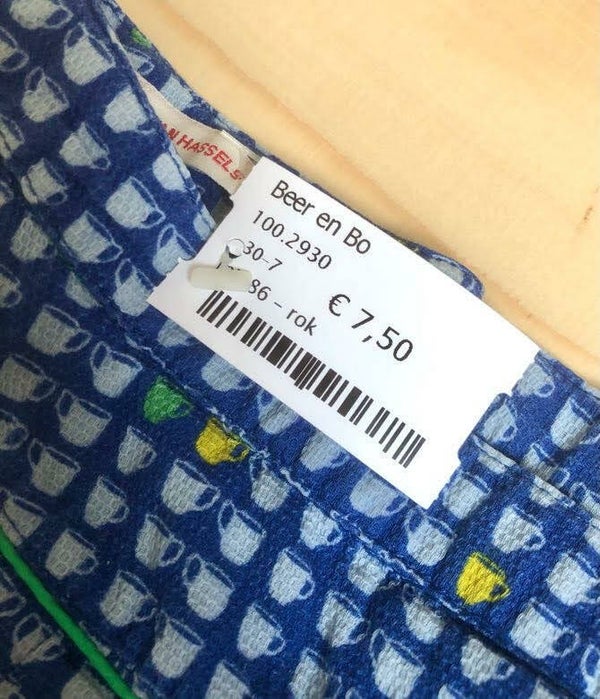 Beer en Bo
100.2930
30-7
86 – rok
€ 7,50